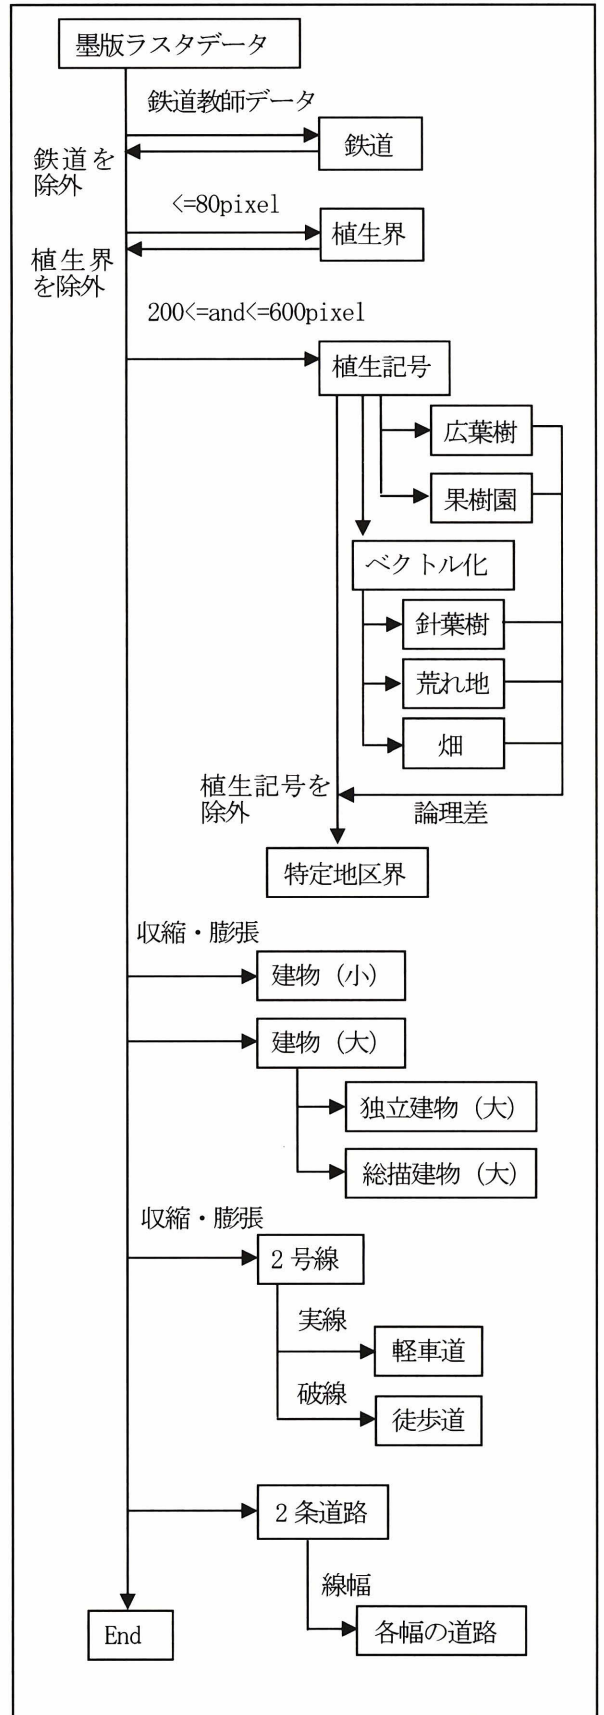 墨版ラスタデータ
鉄道教師データ
鉄道
鉄道を
除外
<=80pixel
植生界
植生界
を除外
200<=and<=600pixel
植生記号
広葉樹
果樹園
ベクトル化
針葉樹
荒れ地
畑
植生記号を
除外
論理差
特定地区界
収縮・膨張
建物（小）
建物（大）
独立建物（大）
総描建物（大）
収縮・膨張
２号線
実線
軽車道
破線
徒歩道
２条道路
線幅
各幅の道路
End